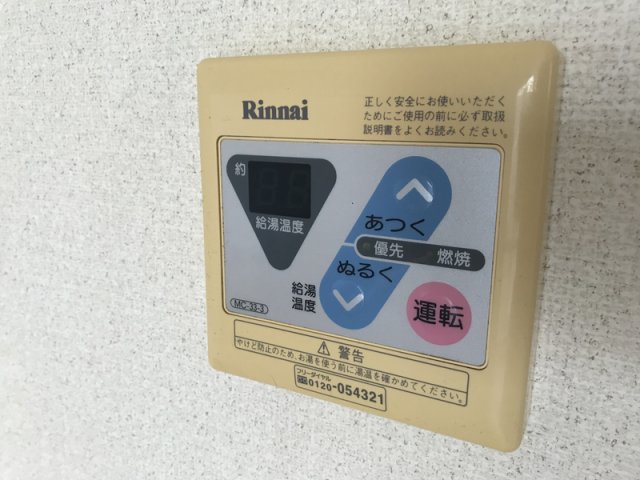 Rinnai
正しく安全にお使いいただく
ためにご使用の前に必ず取扱
説明書をよくお読みください。
約
給湯温度
あつく
優先 燃焼
ぬるく
給湯
温度
運転
MC-33-3
警告
やけど防止のため、お湯を使う前に湯温を確かめてください。
フリーダイヤル
0120-054321